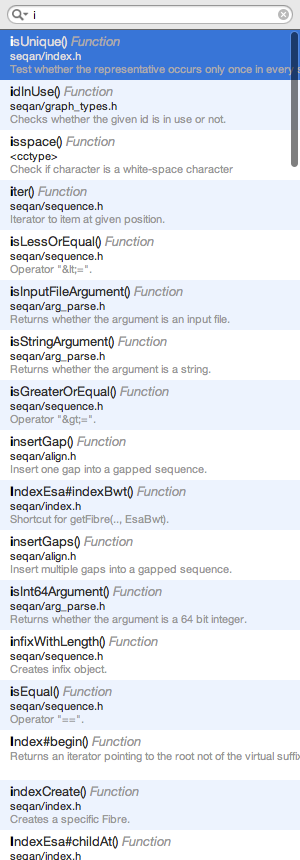 i
isUnique() Function
seqan/index.h
Test whether the representative occurs only once in every s
idInUse() Function
seqan/graph_types.h
Checks whether the given id is in use or not.
isspace() Function
<cctype>
Check if character is a white-space character
iter() Function
seqan/sequence.h
Iterator to item at given position.
isLessOrEqual() Function
seqan/sequence.h
Operator "&lt;=".
isInputFileArgument() Function
seqan/arg_parse.h
Returns whether the argument is an input file.
isStringArgument() Function
seqan/arg_parse.h
Returns whether the argument is a string.
isGreaterOrEqual() Function
seqan/sequence.h
Operator "&gt;=".
insertGap() Function
seqan/align.h
Insert one gap into a gapped sequence.
IndexEsa#indexBwt() Function
seqan/index.h
Shortcut for getFibre(.., EsaBwt).
insertGaps() Function
seqan/align.h
Insert multiple gaps into a gapped sequence.
isInt64Argument() Function
seqan/arg_parse.h
Returns whether the argument is a 64 bit integer.
infixWithLength() Function
seqan/sequence.h
Creates infix object.
isEqual() Function
seqan/sequence.h
Operator "==".
Index#begin() Function
Returns an iterator pointing to the root not of the virtual suffix
indexCreate() Function
seqan/index.h
Creates a specific Fibre.
IndexEsa#childAt() Function
seqan/index.h